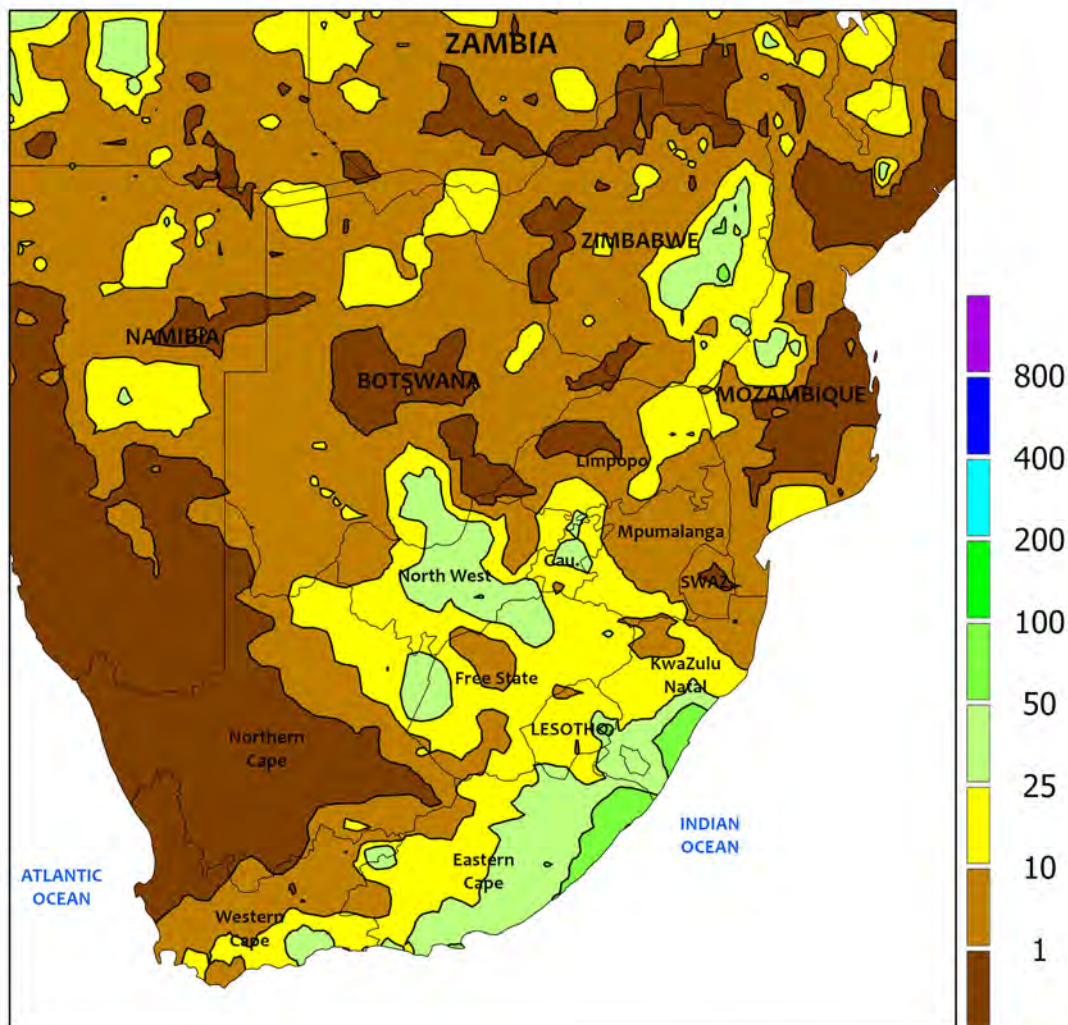 ZAMBIA
ZIMBABWE
NAMIBIA
BOTSWANA
MOZAMBIQUE
Limpopo
Mpumalanga
Gau.
North West
SWAZ.
KwaZulu
Natal
Free State
LESOTHO
Northern
Cape
INDIAN
OCEAN
Eastern
Cape
ATLANTIC
OCEAN
Western
Cape
800
400
200
100
50
25
10
1